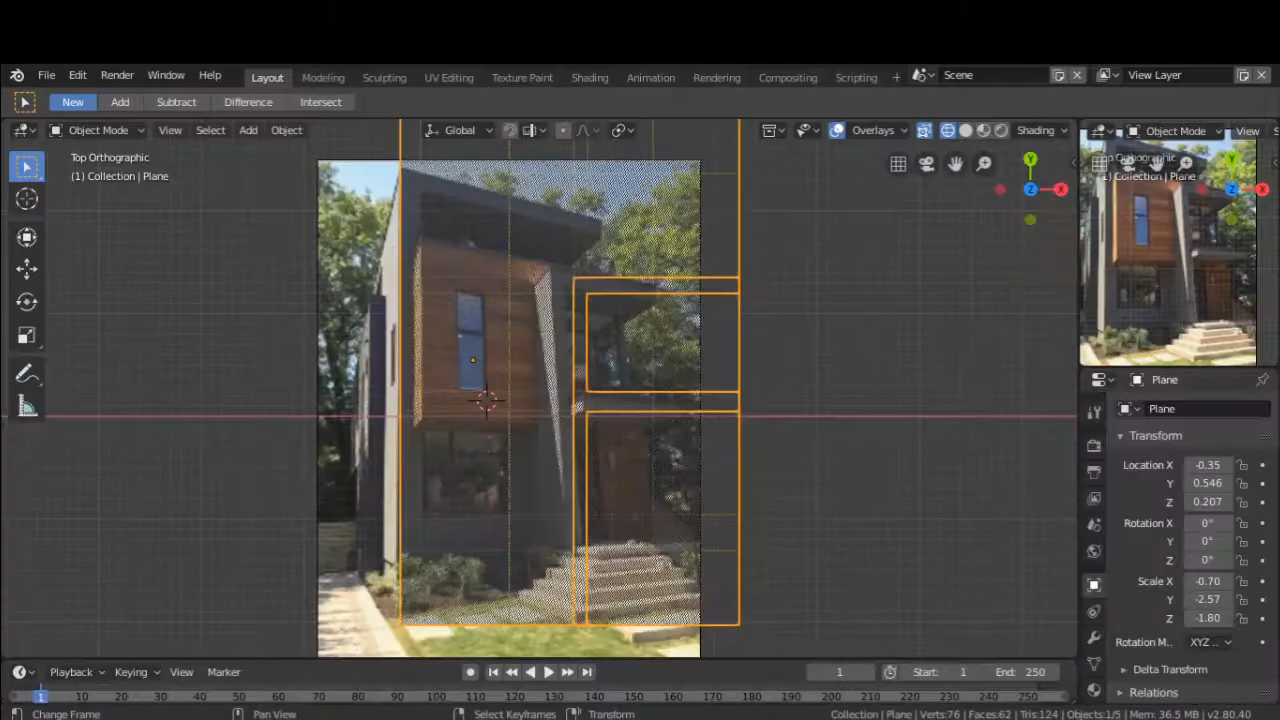 File Edit Render Window Help Layout Modeling Sculpting UV Editing Texture Paint Shading Animation Rendering Compositing Scripting + Scene View Layer
New Add Subtract Difference Intersect
Object Mode View Select Add Object Global Overlays Shading Object Mode View
Top Orthographic
(1) Collection | Plane
Y
X
Z
Y
X
Z
(1) Collection | Plane
Plane
Plane
Transform
Location X -0.35
Y 0.546
Z 0.207
Rotation X 0°
Y 0°
Z 0°
Scale X -0.70
Y -2.57
Z -1.80
Rotation M.. XYZ ..
Delta Transform
Relations
Playback Keying View Marker 1 Start: 1 End: 250
1 10 20 30 40 50 60 70 80 90 100 110 120 130 140 150 160 170 180 190 200 210 220 230 240 250
Change Frame Pan View Select Keyframes Transform Collection | Plane | Verts:76 | Faces:62 | Tris:124 | Objects:1/5 | Mem: 36.5 MB | v2.80.40